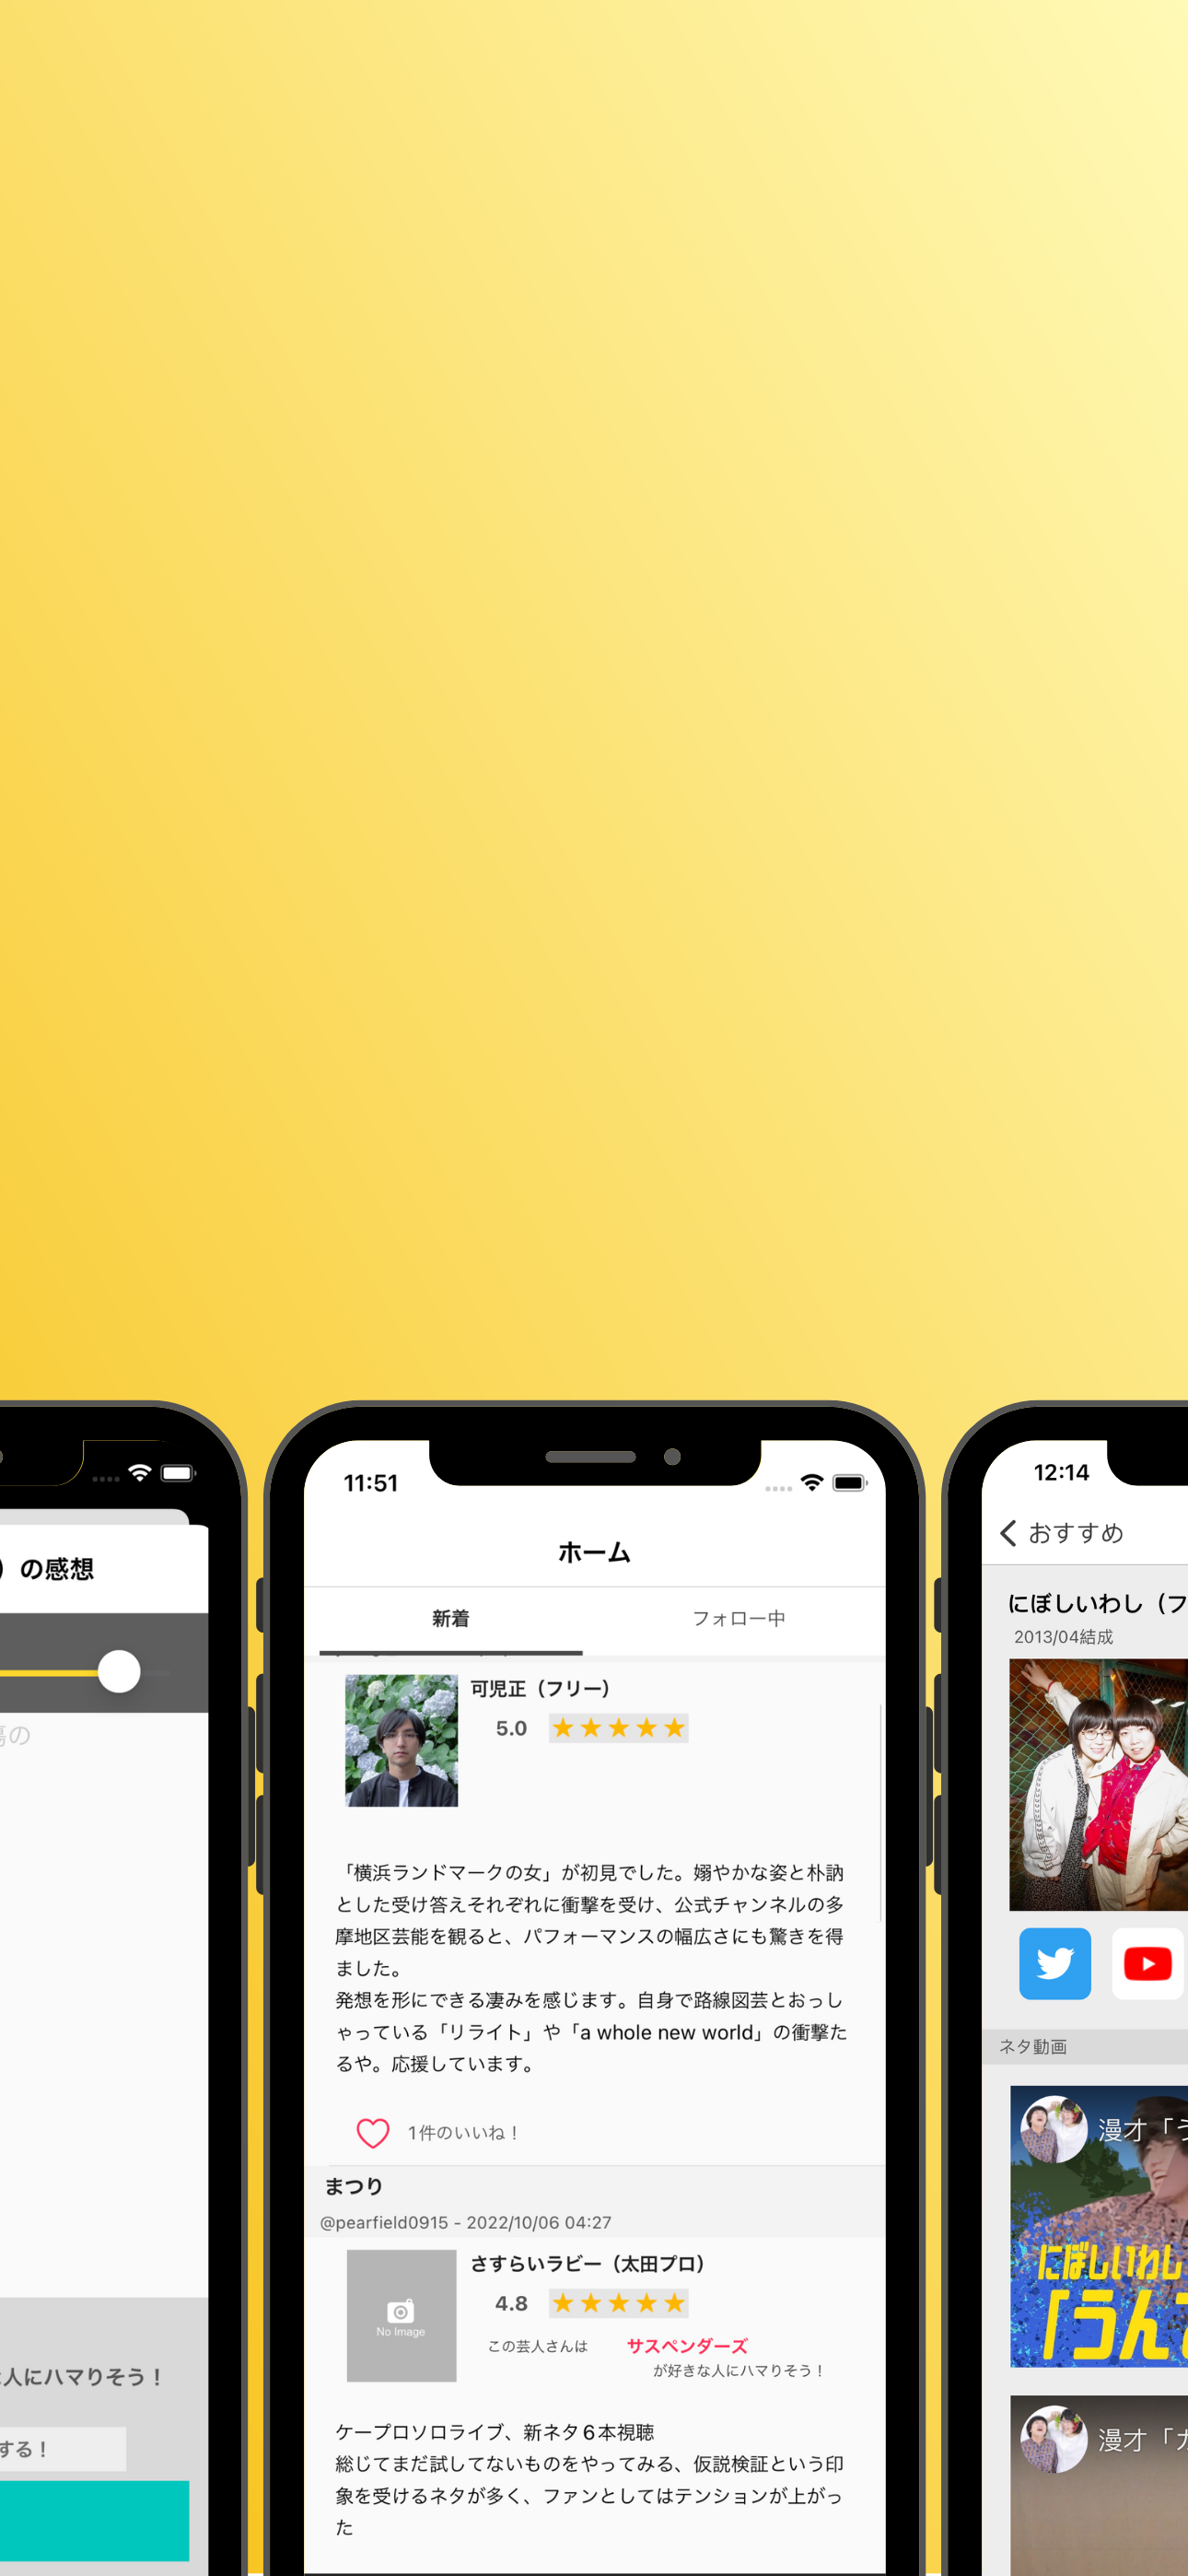 ）の感想
の
人にハマりそう！
する！
11:51
ホーム
新着
フォロー中
可児正（フリー）
5.0
「横浜ランドマークの女」が初見でした。嫋やかな姿と朴訥
とした受け答えそれぞれに衝撃を受け、公式チャンネルの多
摩地区芸能を観ると、パフォーマンスの幅広さにも驚きを得
ました。
発想を形にできる凄みを感じます。自身で路線図芸とおっし
ゃっている「リライト」や「a whole new world」の衝撃た
るや。応援しています。
1件のいいね！
まつり
@pearfield0915 - 2022/10/06 04:27
さすらいラビー（太田プロ）
No Image
4.8
この芸人さんは
サスペンダーズ
が好きな人にハマりそう！
ケープロソロライブ、新ネタ６本視聴
総じてまだ試してないものをやってみる、仮説検証という印
象を受けるネタが多く、ファンとしてはテンションが上がっ
た
12:14
おすすめ
にぼしいわし（フ
2013/04結成
ネタ動画
漫才「う
にぼしいわし
「うん
漫才「カ